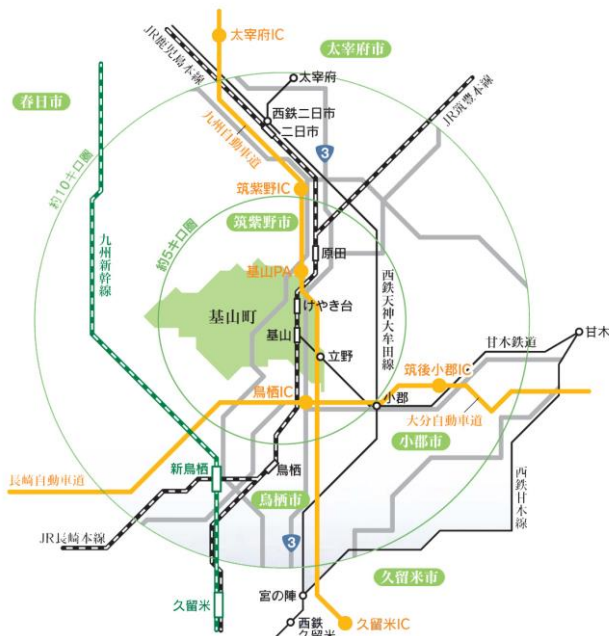 太宰府IC
太宰府市
JR鹿児島本線
太宰府
春日市
西鉄二日市
二日市
JR筑豊本線
九州自動車道
3
約10キロ圏
筑紫野IC
筑紫野市
約5キロ圏
九州新幹線
原田
基山PA
西鉄天神大牟田線
けやき台
基山町
基山
甘木鉄道
甘木
立野
筑後小郡IC
鳥栖IC
小郡
大分自動車道
小郡市
新鳥栖
鳥栖
長崎自動車道
鳥栖市
西鉄甘木線
JR長崎本線
3
久留米市
宮の陣
久留米
西鉄
久留米
久留米IC